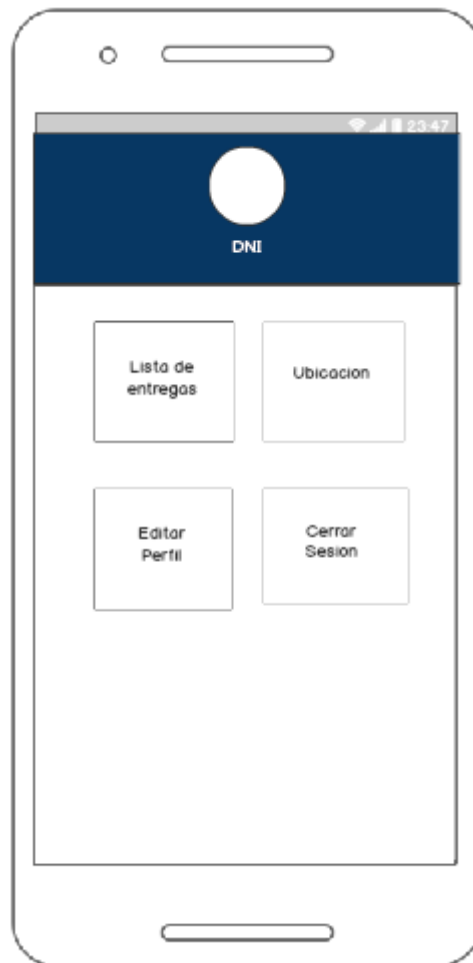 23:47
DNI
Lista de
entregas
Ubicacion
Editar
Perfil
Cerrar
Sesion